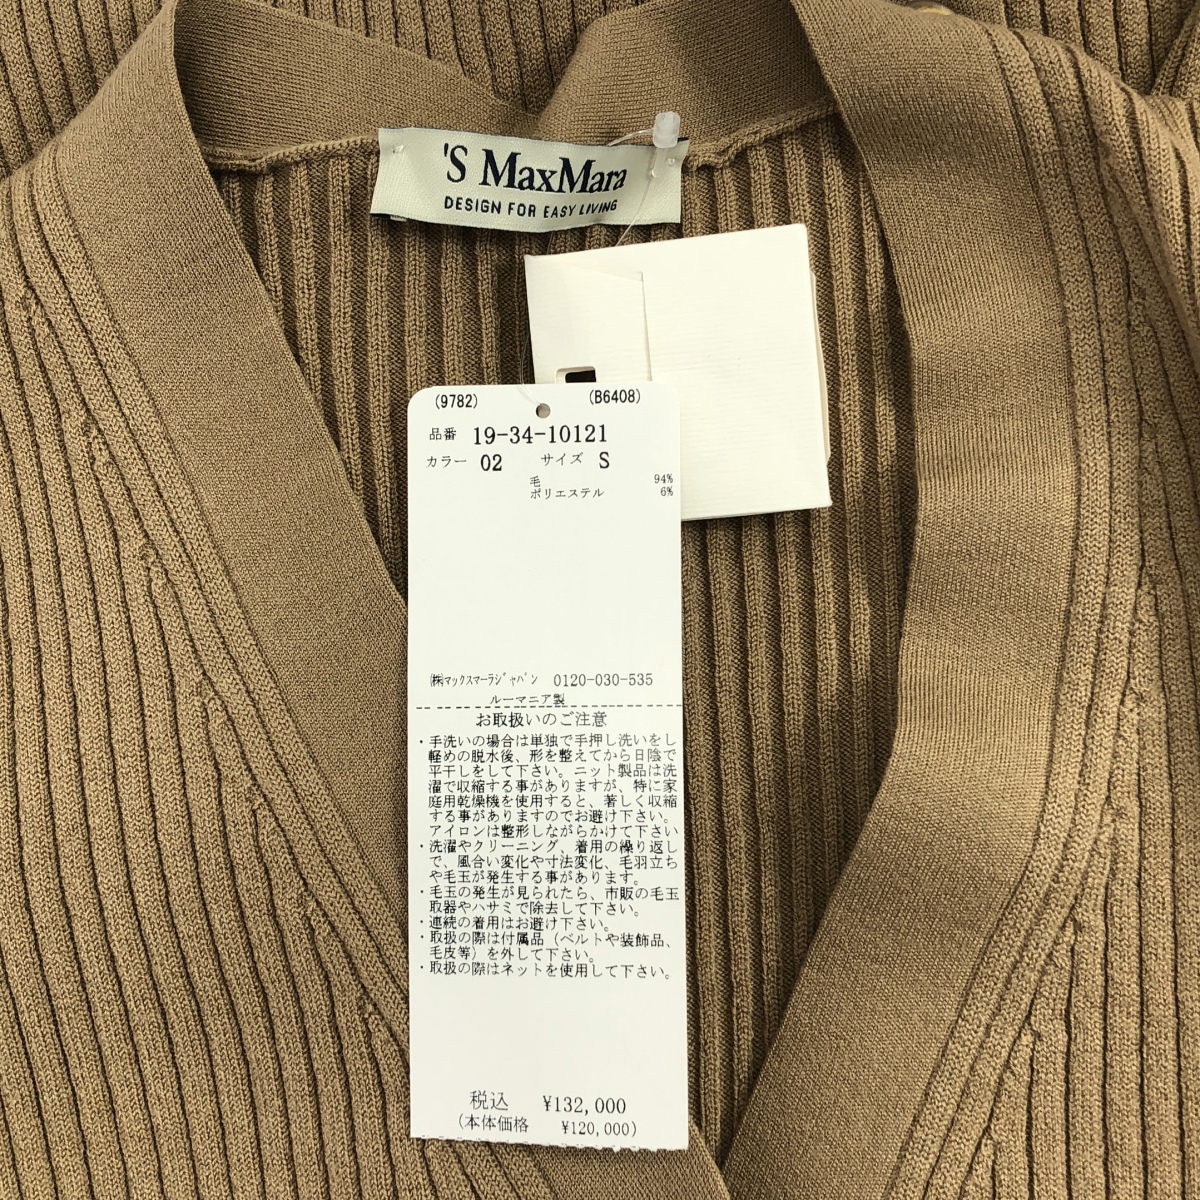 'S MaxMara
DESIGN FOR EASY LIVING
(9782) (B6408)
品番 19-34-10121
カラー 02 サイズ S
毛 94%
ポリエステル 6%
㈱マックスマーラジャパン 0120-030-535
ルーマニア製
お取扱いのご注意
・手洗いの場合は単独で手押し洗いをし
軽めの脱水後、形を整えてから日陰で
平干しをして下さい。ニット製品は洗
濯で収縮する事がありますが、特に家
庭用乾燥機を使用すると、著しく収縮
する事がありますのでお避け下さい。
アイロンは整形しながらかけて下さい
・洗濯やクリーニング、着用の繰り返し
で、風合い変化や寸法変化、毛羽立ち
や毛玉が発生する事があります。
・毛玉の発生が見られたら、市販の毛玉
取器やハサミで除去して下さい。
・連続の着用はお避け下さい。
・取扱の際は付属品（ベルトや装飾品、
毛皮等）を外して下さい。
・取扱の際はネットを使用して下さい。
税込 ¥132,000
(本体価格 ¥120,000)